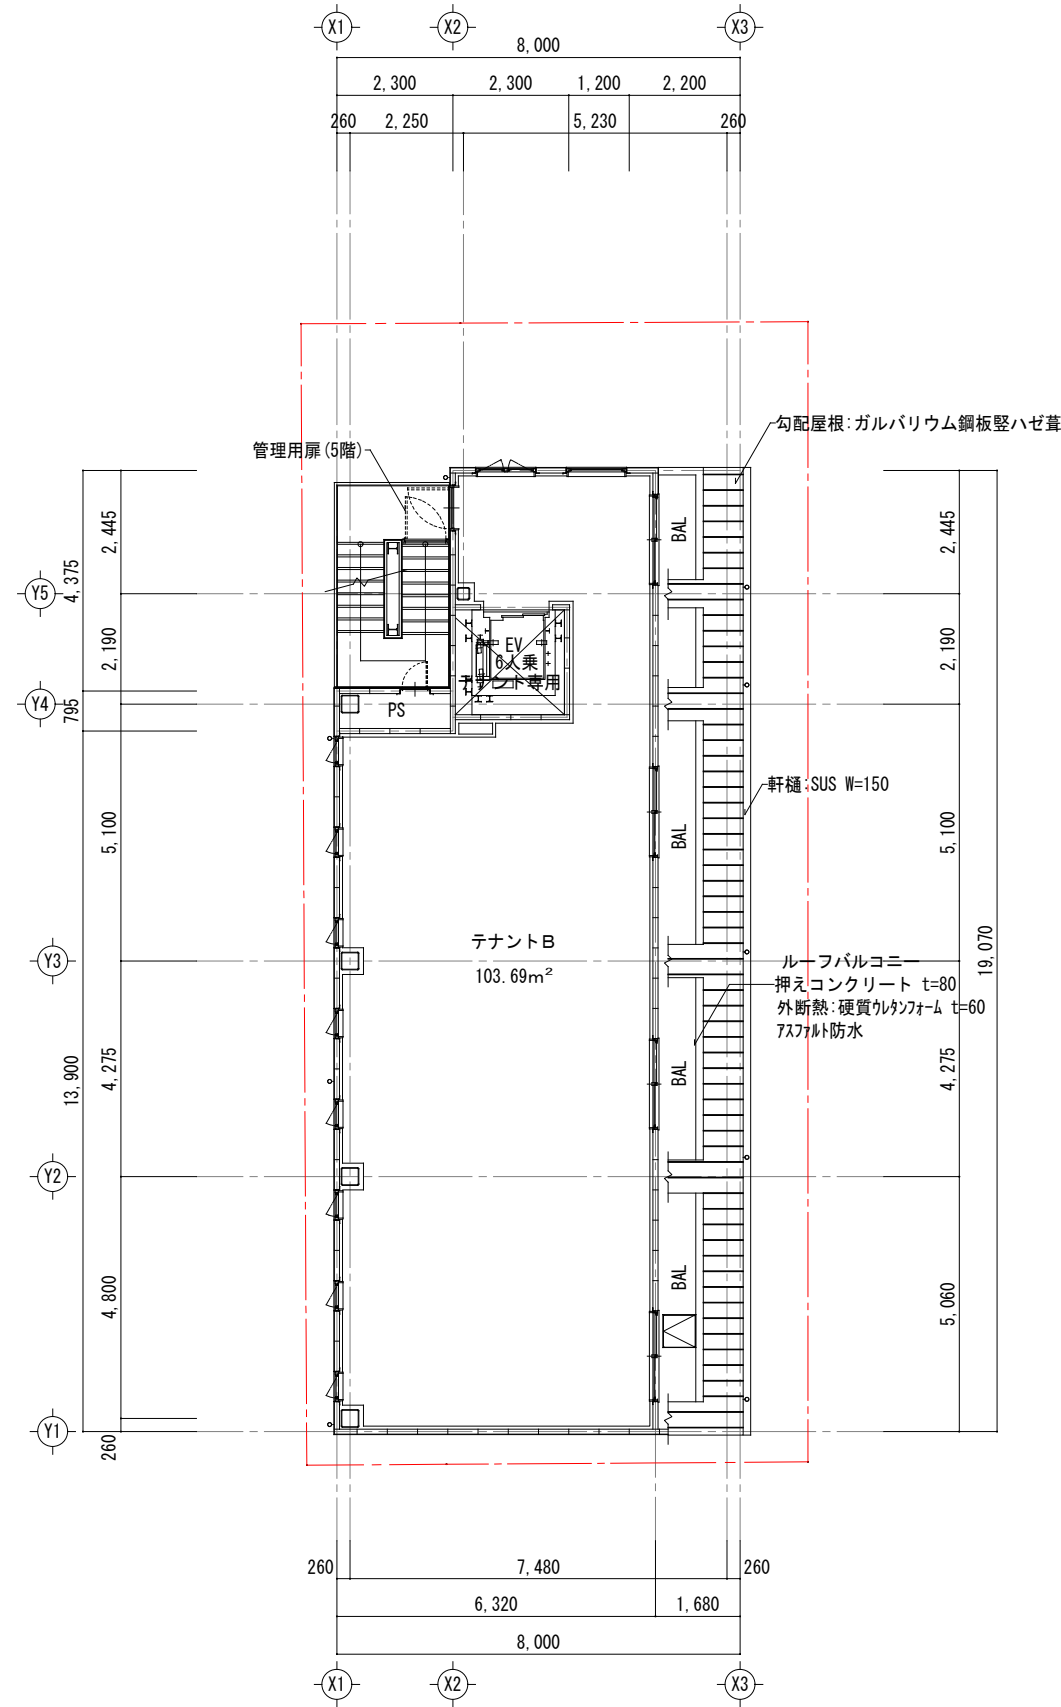 X1 X2 X3
8,000
2,300 2,300 1,200 2,200
260 2,250 5,230 260
勾配屋根:ガルバリウム鋼板竪ハゼ葺
管理用扉(5階)
2,445 BAL 2,445
Y5 4,375
2,190 2,190
EV
6人乗
テナント専用
Y4 795 PS
軒樋:SUS W=150
5,100 BAL 5,100
テナントB
Y3 19,070
103.69m²
ルーフバルコニー
押えコンクリート t=80
外断熱:硬質ウレタンフォーム t=60
アスファルト防水
13,900 4,275 BAL 4,275
Y2
4,800 BAL 5,060
Y1
260
260 7,480 260
6,320 1,680
8,000
X1 X2 X3